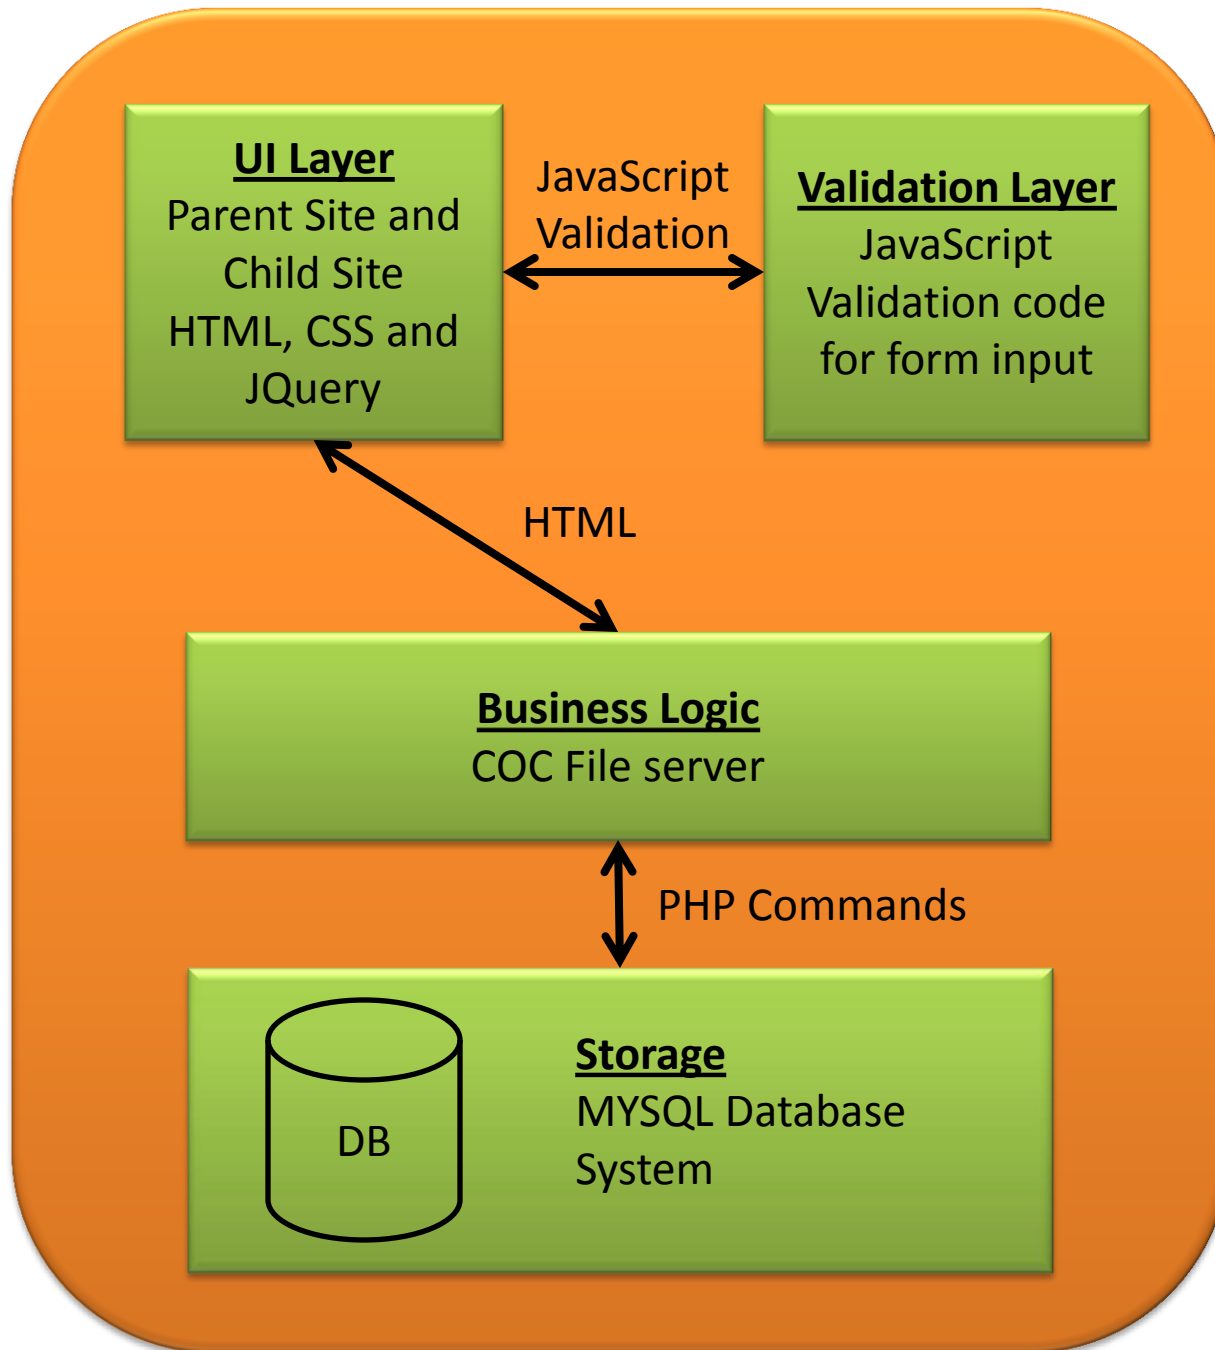 UI Layer
Parent Site and
Child Site
HTML, CSS and
JQuery
JavaScript
Validation
Validation Layer
JavaScript
Validation code
for form input
HTML
Business Logic
COC File server
PHP Commands
DB
Storage
MYSQL Database
System